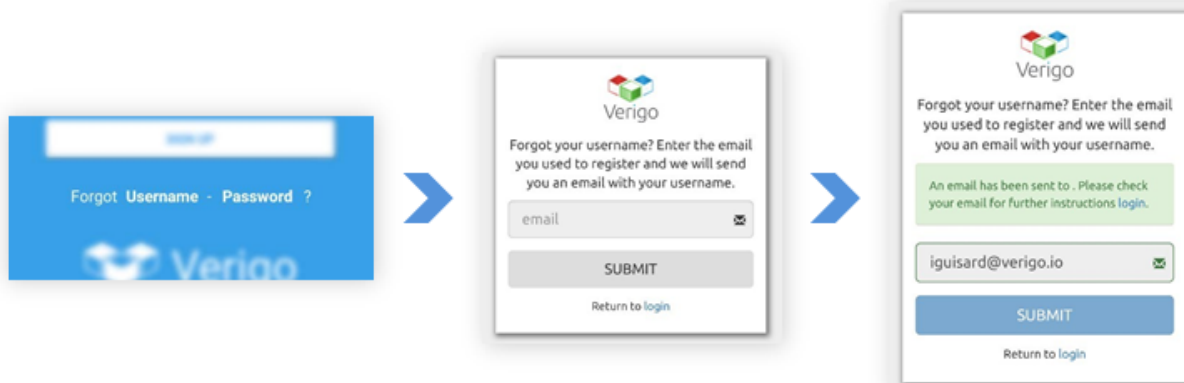 SIGN UP
Forgot Username - Password ?
Verigo
Verigo
Forgot your username? Enter the email
you used to register and we will send
you an email with your username.
email
SUBMIT
Return to login
Verigo
Forgot your username? Enter the email
you used to register and we will send
you an email with your username.
An email has been sent to . Please check
your email for further instructions login.
iguisard@verigo.io
SUBMIT
Return to login